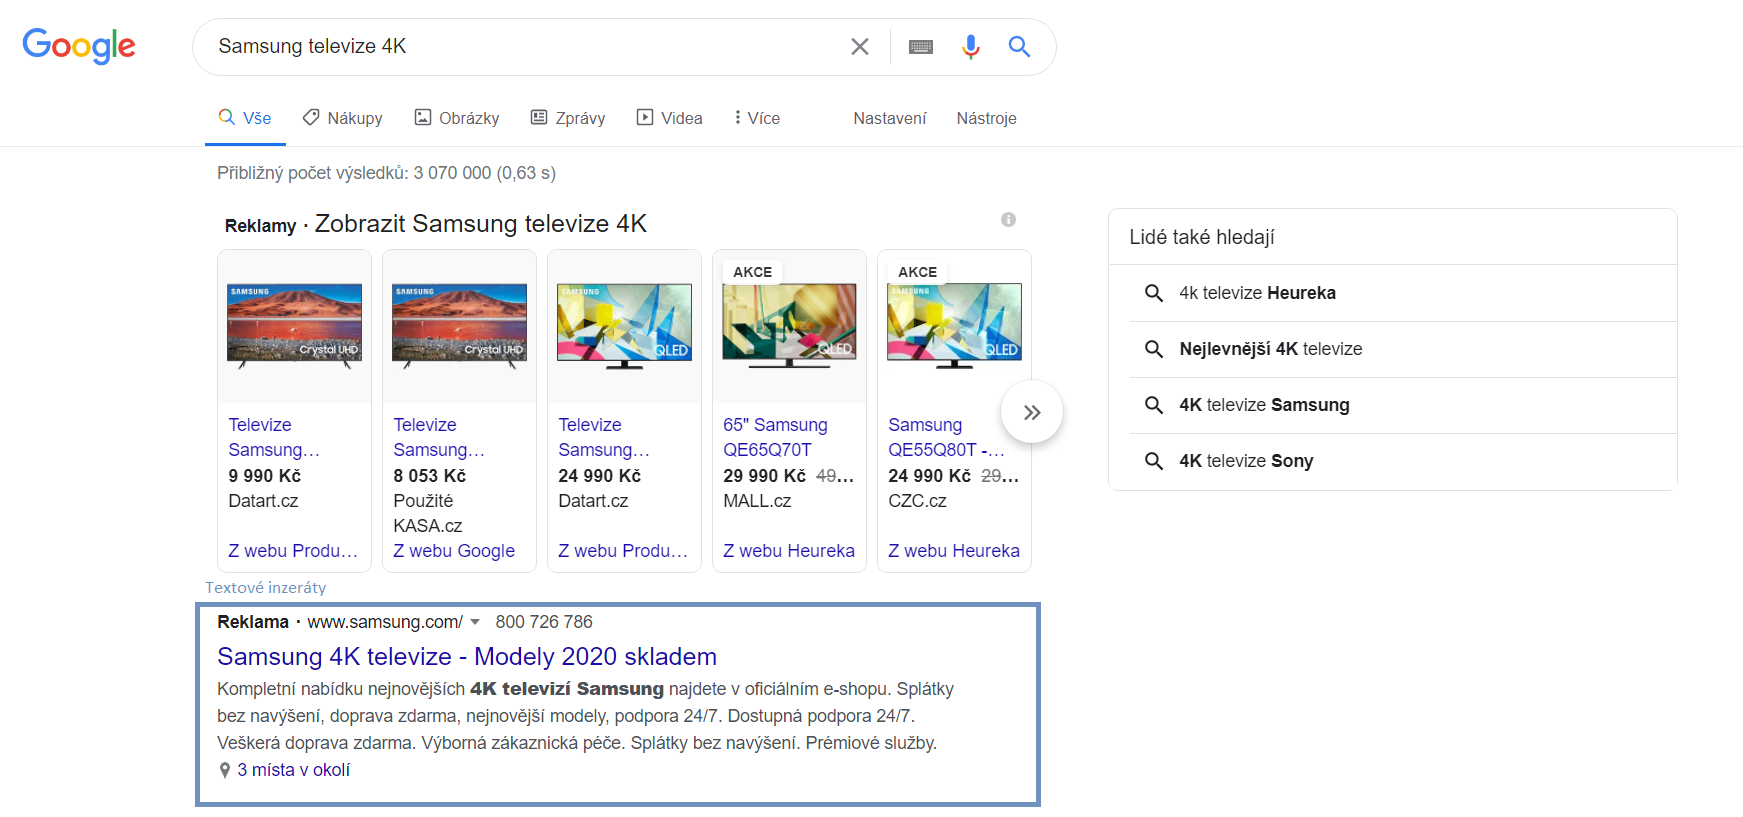 Google
Samsung televize 4K
Vše Nákupy Obrázky Zprávy Videa Více Nastavení Nástroje
Přibližný počet výsledků: 3 070 000 (0,63 s)
Reklamy · Zobrazit Samsung televize 4K
SAMSUNG
Crystal UHD
Televize
Samsung…
9 990 Kč
Datart.cz
Z webu Produ…
SAMSUNG
Crystal UHD
Televize
Samsung…
8 053 Kč
Použité
KASA.cz
Z webu Google
SAMSUNG
QLED
Televize
Samsung…
24 990 Kč
Datart.cz
Z webu Produ…
AKCE
QLED
65" Samsung
QE65Q70T
29 990 Kč 49…
MALL.cz
Z webu Heureka
AKCE
SAMSUNG
QLED
Samsung
QE55Q80T -…
24 990 Kč 29…
CZC.cz
Z webu Heureka
Lidé také hledají
4k televize Heureka
Nejlevnější 4K televize
4K televize Samsung
4K televize Sony
Textové inzeráty
Reklama · www.samsung.com/ 800 726 786
Samsung 4K televize - Modely 2020 skladem
Kompletní nabídku nejnovějších 4K televizí Samsung najdete v oficiálním e-shopu. Splátky
bez navýšení, doprava zdarma, nejnovější modely, podpora 24/7. Dostupná podpora 24/7.
Veškerá doprava zdarma. Výborná zákaznická péče. Splátky bez navýšení. Prémiové služby.
3 místa v okolí